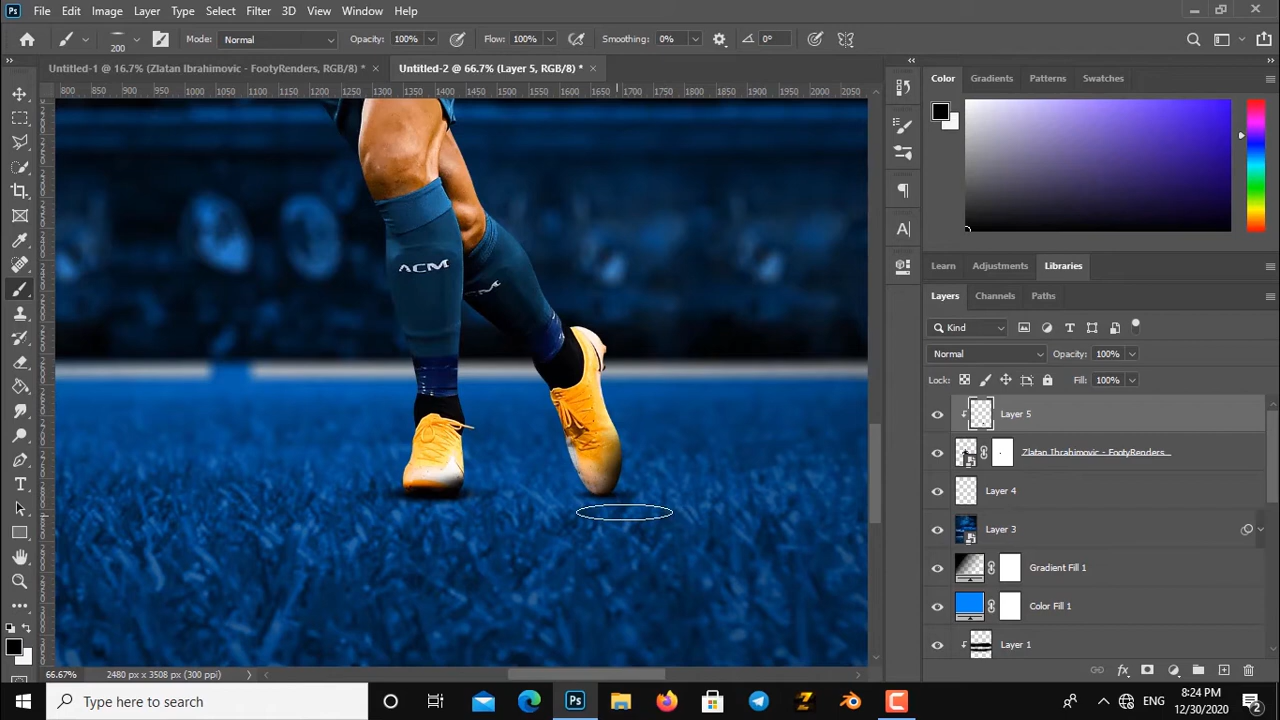 Ps File Edit Image Layer Type Select Filter 3D View Window Help
200 Mode: Normal Opacity: 100% Flow: 100% Smoothing: 0% 0°
Untitled-1 @ 16.7% (Zlatan Ibrahimovic - FootyRenders, RGB/8) * × Untitled-2 @ 66.7% (Layer 5, RGB/8) * ×
800 950 1000 1050 1100 1150 1200 1250 1300 1350 1400 1450 1500 1550 1600 1650 1700 1750 1800 1850 1900 1950 2000 2050
Color Gradients Patterns Swatches
ACM
Learn Adjustments Libraries
Layers Channels Paths
Kind
Normal Opacity: 100%
Lock: Fill: 100%
Layer 5
Zlatan Ibrahimovic - FootyRenders...
Layer 4
Layer 3
Gradient Fill 1
Color Fill 1
Layer 1
66.67% 2480 px x 3508 px (300 ppi)
Type here to search
ENG
8:24 PM
12/30/2020
2